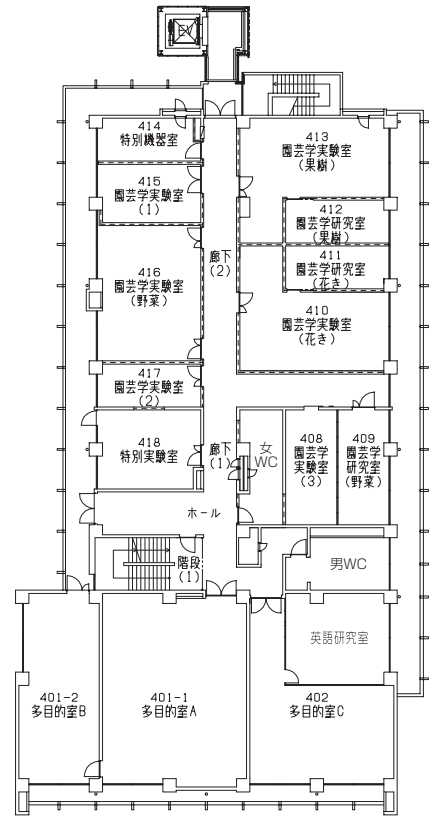 EV
414
特別機器室
415
園芸学実験室
(1)
416
園芸学実験室
(野菜)
417
園芸学実験室
(2)
418
特別実験室
廊下
(2)
413
園芸学実験室
(果樹)
412
園芸学研究室
(果樹)
411
園芸学研究室
(花き)
410
園芸学実験室
(花き)
廊下
(1)
女
WC
408
園芸学
実験室
(3)
409
園芸学
研究室
(野菜)
ホール
階段
(1)
男WC
英語研究室
401-2
多目的室B
401-1
多目的室A
402
多目的室C